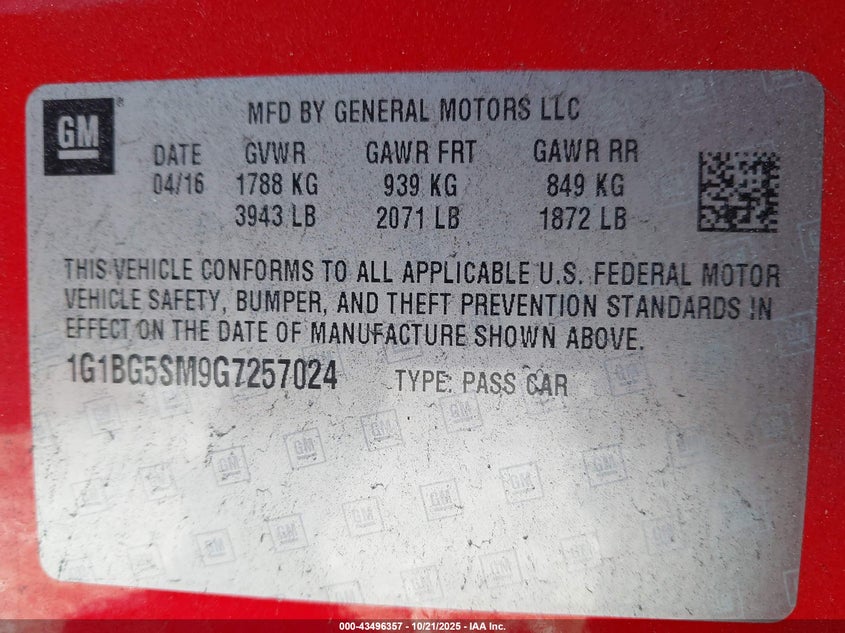 MFD BY GENERAL MOTORS LLC
GM®
DATE GVWR GAWR FRT GAWR RR
04/16 1788 KG 939 KG 849 KG
3943 LB 2071 LB 1872 LB
THIS VEHICLE CONFORMS TO ALL APPLICABLE U.S. FEDERAL MOTOR
VEHICLE SAFETY, BUMPER, AND THEFT PREVENTION STANDARDS IN
EFFECT ON THE DATE OF MANUFACTURE SHOWN ABOVE.
1G1BG5SM9G7257024 TYPE: PASS CAR
000-43496357 - 10/21/2025 - IAA Inc.